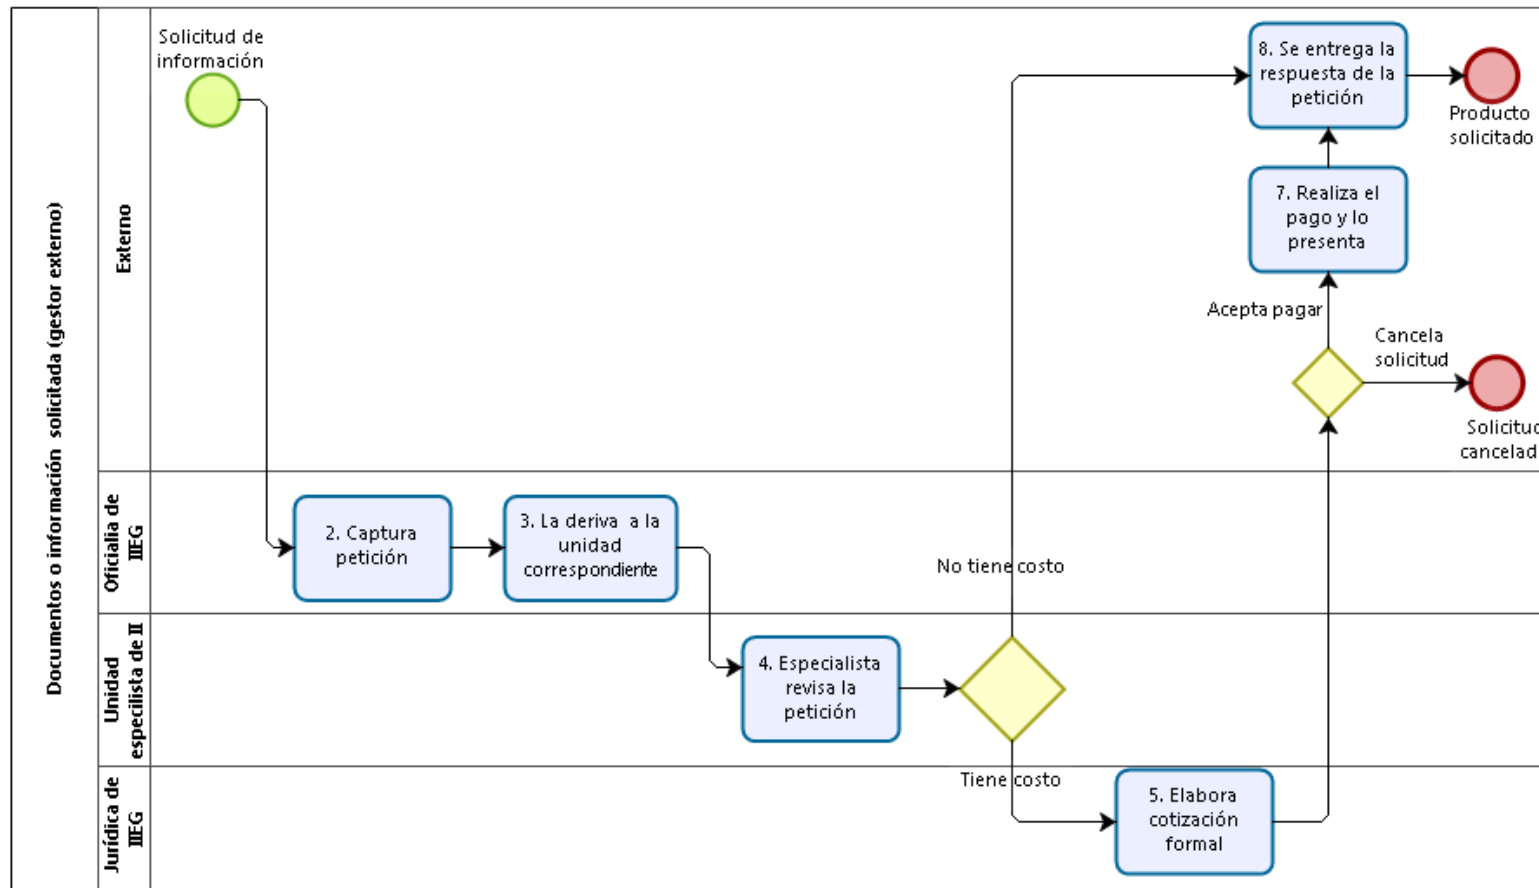 Documentos o información  solicitada (gestor externo)
Externo
Solicitud de
información
8. Se entrega la
respuesta de la
petición
Producto
solicitado
7. Realiza el
pago y lo
presenta
Acepta pagar
Cancela
solicitud
Solicitud
cancelad
Oficialia de
IIEG
2. Captura
petición
3. La deriva  a la
unidad
correspondiente
No tiene costo
Unidad
especilista de II
4. Especialista
revisa la
petición
Tiene costo
Jurídica de
IIEG
5. Elabora
cotización
formal